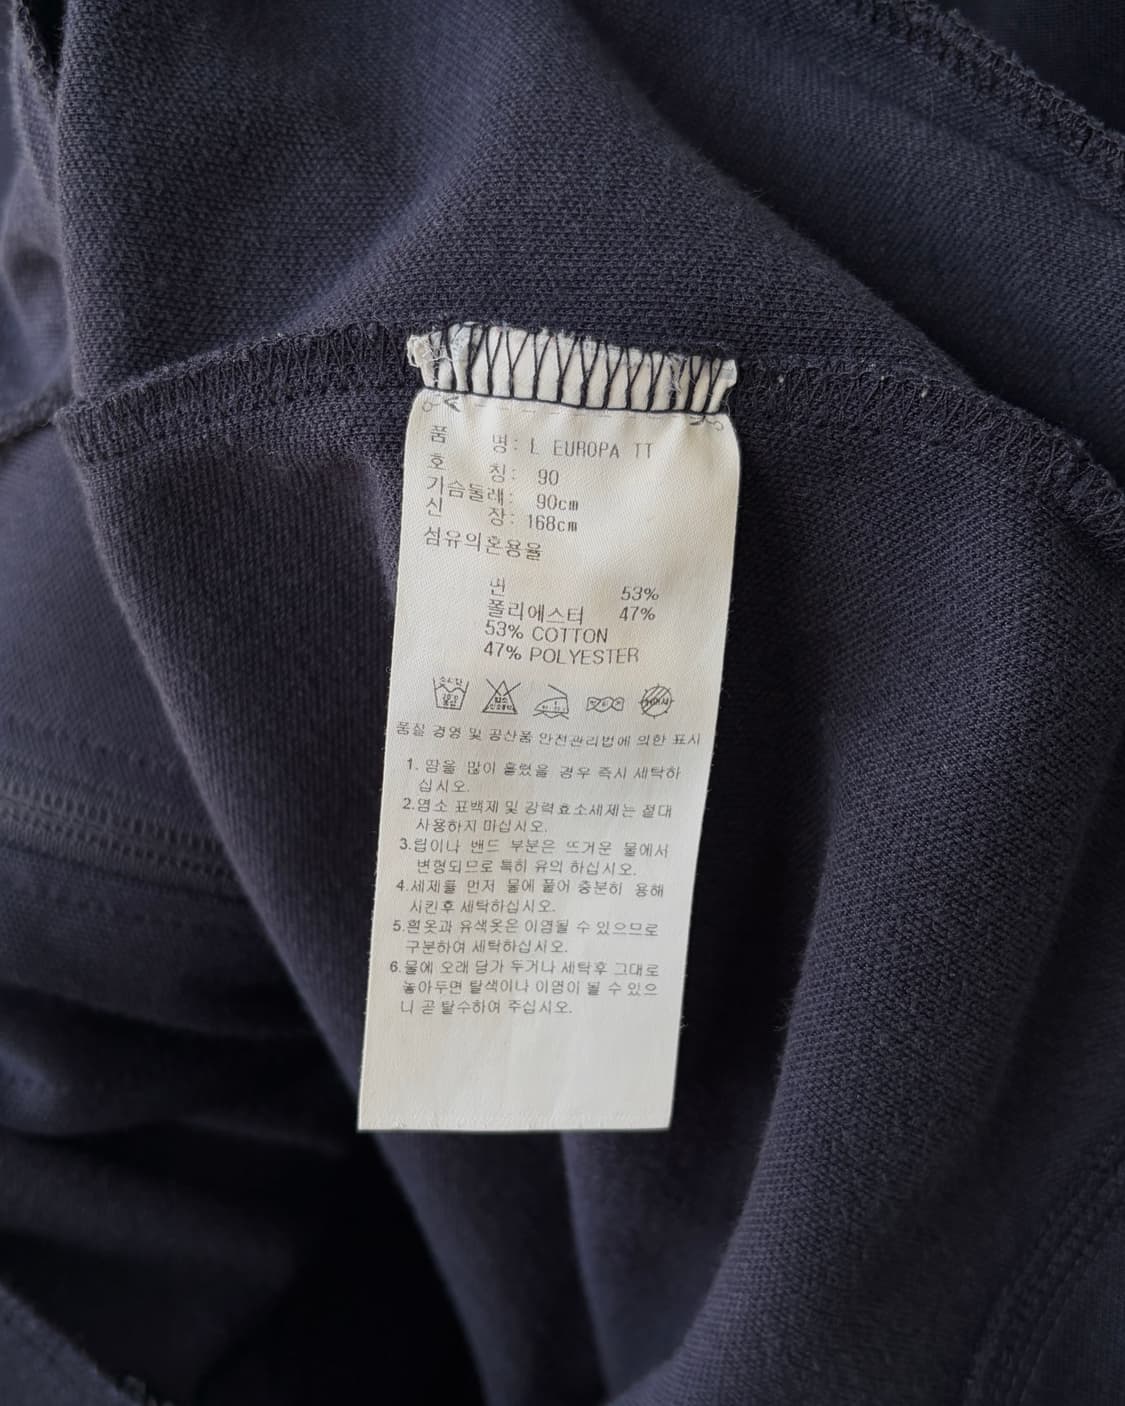 품 명: L EUROPA TT
호 칭: 90
가슴둘레: 90cm
신 장: 168cm
섬유의혼용율
면 53%
폴리에스터 47%
53% COTTON
47% POLYESTER
품질 경영 및 공산품 안전관리법에 의한 표시
1. 땀을 많이 흘렸을 경우 즉시 세탁하
십시오.
2.염소 표백제 및 강력효소세제는 절대
사용하지 마십시오.
3.립이나 밴드 부분은 뜨거운 물에서
변형되므로 특히 유의 하십시오.
4.세제를 먼저 물에 풀어 충분히 용해
시킨후 세탁하십시오.
5.흰옷과 유색옷은 이염될 수 있으므로
구분하여 세탁하십시오.
6.물에 오래 담가 두거나 세탁후 그대로
놓아두면 탈색이나 이염이 될 수 있으
니 곧 탈수하여 주십시오.